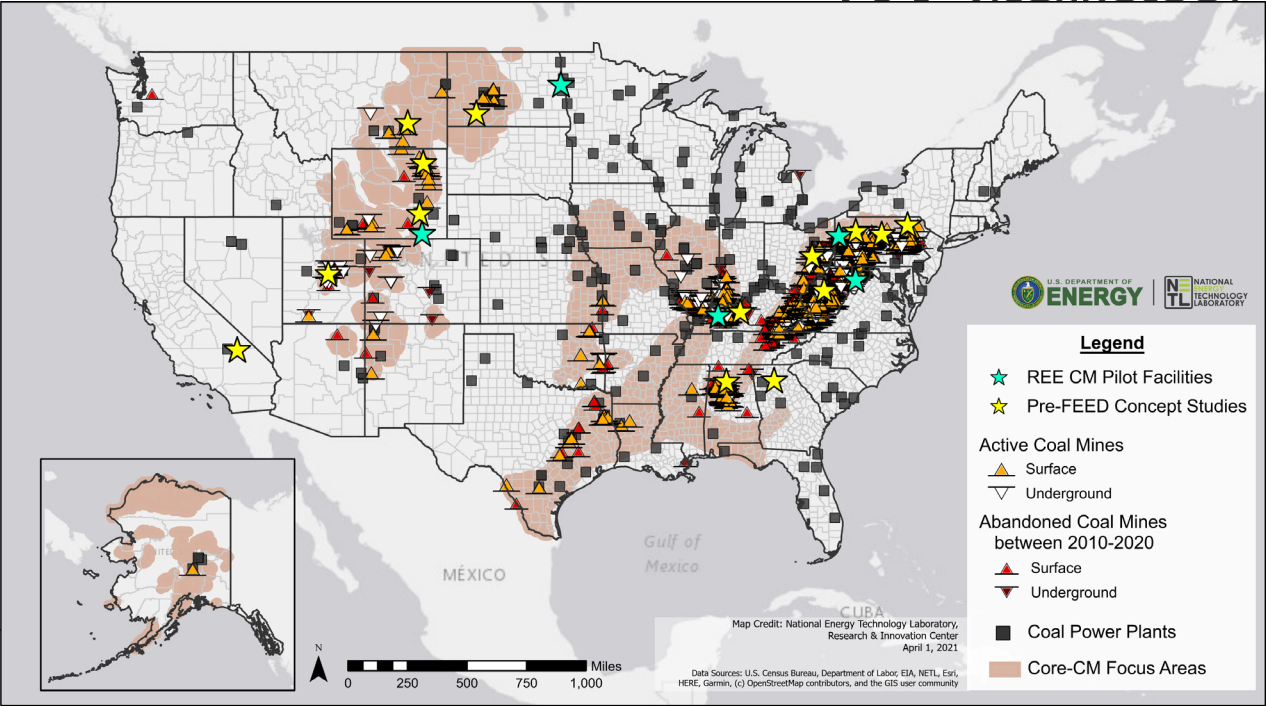 UNITED S
U.S. DEPARTMENT OF
ENERGY
NETL
NATIONAL
ENERGY
TECHNOLOGY
LABORATORY
Legend
REE CM Pilot Facilities
Pre-FEED Concept Studies
Active Coal Mines
Surface
Underground
Abandoned Coal Mines
between 2010-2020
Surface
Underground
Coal Power Plants
Core-CM Focus Areas
Gulf of
Mexico
MÉXICO
CUBA
Map Credit: National Energy Technology Laboratory,
Research & Innovation Center
April 1, 2021
Data Sources: U.S. Census Bureau, Department of Labor, EIA, NETL, Esri,
HERE, Garmin, (c) OpenStreetMap contributors, and the GIS user community
N
Miles
0 250 500 750 1,000